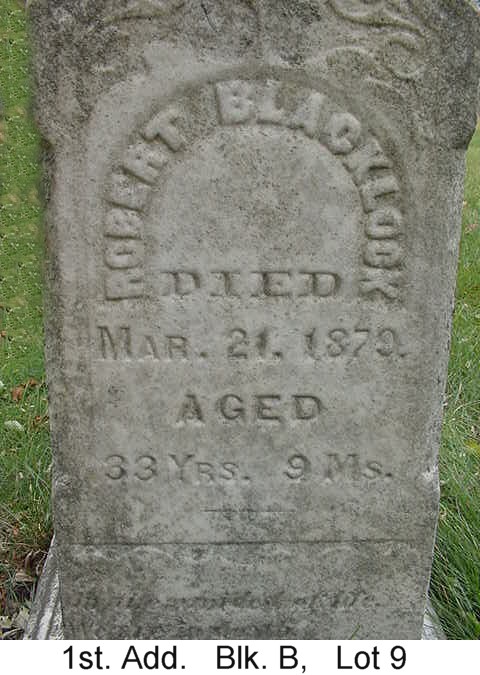 ROBERT BLACKLOCK
DIED
MAR. 21. 1879.
AGED
33 YRS. 9 MS.
1st. Add. Blk. B, Lot 9